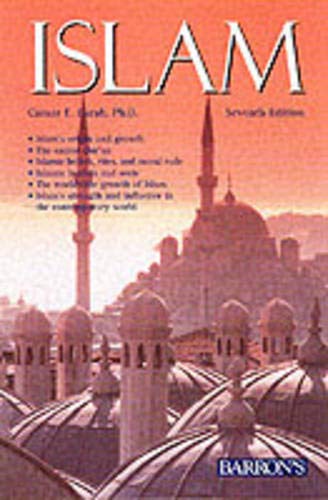 ISLAM
Caesar E. Farah, Ph.D.
Seventh Edition
• Islam's origin and growth
• The sacred Qur'an
• Islamic beliefs, rites, and moral code
• Islamic bodies and sects
• The worldwide growth of Islam
• Islam's strength and influence in
the contemporary world
BARRON'S